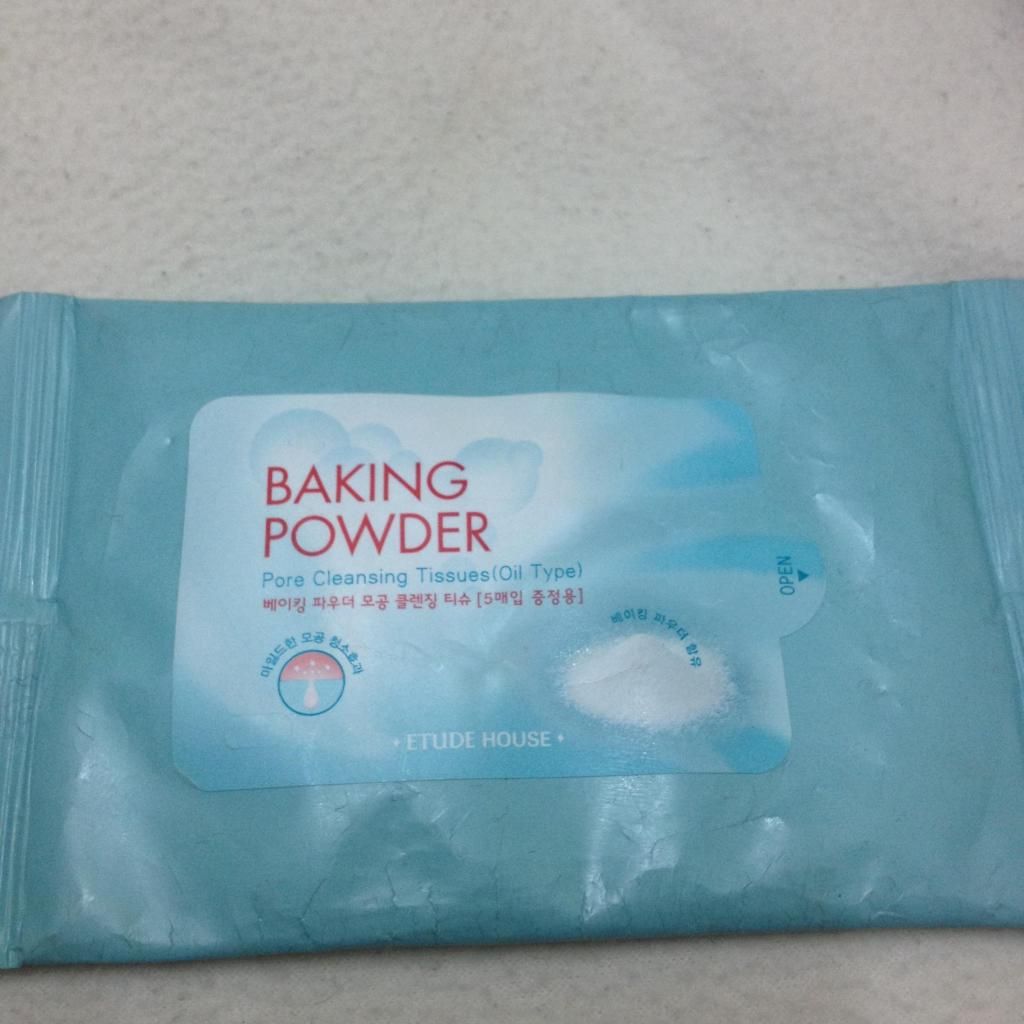 BAKING
POWDER
Pore Cleansing Tissues(Oil Type)
베이킹 파우더 모공 클렌징 티슈 [5매입 증정용]
마일드한 모공 청소효과
베이킹 파우더 함유
OPEN
ETUDE HOUSE